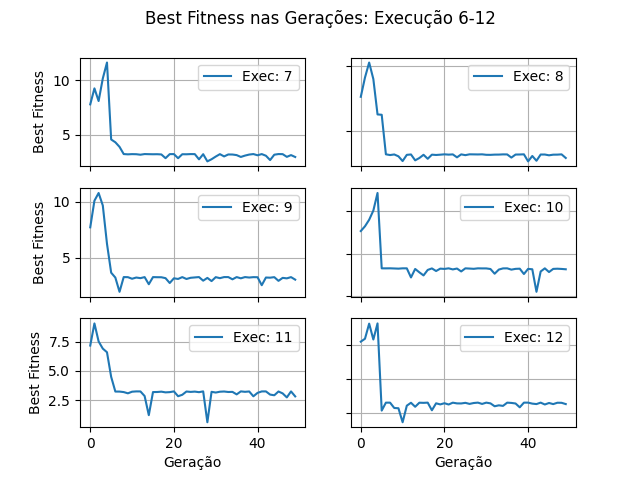 Best Fitness nas Gerações: Execução 6-12
Best Fitness
10
5
Exec: 7
Exec: 8
Best Fitness
10
5
Exec: 9
Exec: 10
Best Fitness
7.5
5.0
2.5
Exec: 11
Exec: 12
0 20 40
0 20 40
Geração
Geração